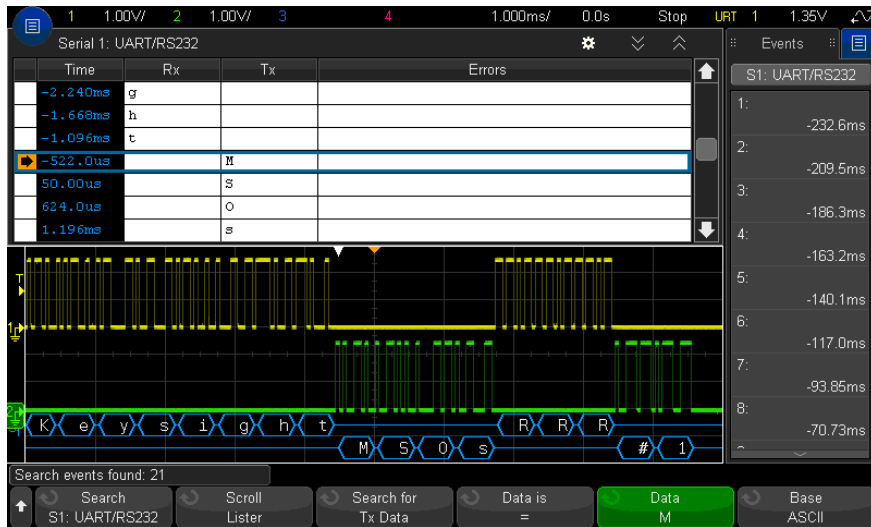 1 1.00V/ 2 1.00V/ 3 4 1.000ms/ 0.0s Stop URT 1 1.35V
Serial 1: UART/RS232
Time Rx Tx Errors
-2.240ms g
-1.668ms h
-1.096ms t
-522.0us M
50.00us S
624.0us O
1.196ms s
T
1
2
K e y s i g h t R R R
M S O s # 1
Events
S1: UART/RS232
1:
-232.6ms
2:
-209.5ms
3:
-186.3ms
4:
-163.2ms
5:
-140.1ms
6:
-117.0ms
7:
-93.85ms
8:
-70.73ms
Search events found: 21
Search Scroll Search for Data is Data Base
S1: UART/RS232 Lister Tx Data = M ASCII